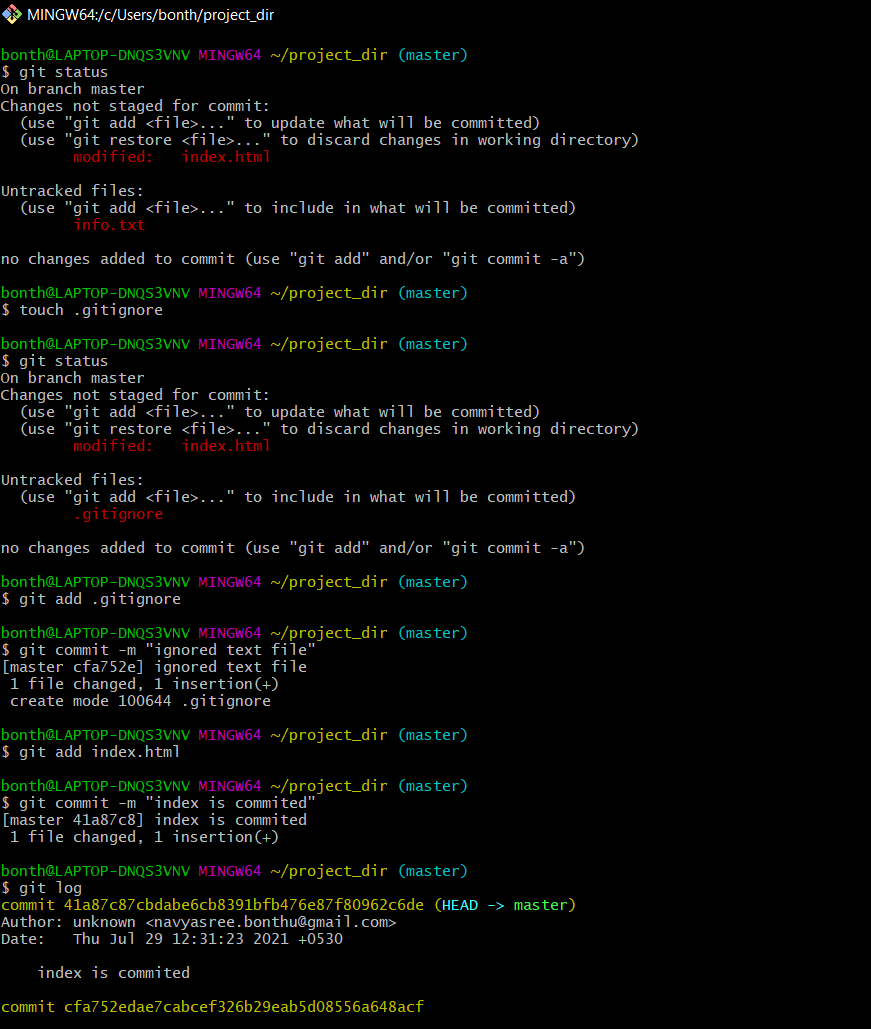 MINGW64:/c/Users/bonth/project_dir
bonth@LAPTOP-DNQS3VNV MINGW64 ~/project_dir (master)
$ git status
On branch master
Changes not staged for commit:
  (use "git add <file>..." to update what will be committed)
  (use "git restore <file>..." to discard changes in working directory)
        modified:   index.html

Untracked files:
  (use "git add <file>..." to include in what will be committed)
        info.txt

no changes added to commit (use "git add" and/or "git commit -a")

bonth@LAPTOP-DNQS3VNV MINGW64 ~/project_dir (master)
$ touch .gitignore

bonth@LAPTOP-DNQS3VNV MINGW64 ~/project_dir (master)
$ git status
On branch master
Changes not staged for commit:
  (use "git add <file>..." to update what will be committed)
  (use "git restore <file>..." to discard changes in working directory)
        modified:   index.html

Untracked files:
  (use "git add <file>..." to include in what will be committed)
        .gitignore

no changes added to commit (use "git add" and/or "git commit -a")

bonth@LAPTOP-DNQS3VNV MINGW64 ~/project_dir (master)
$ git add .gitignore

bonth@LAPTOP-DNQS3VNV MINGW64 ~/project_dir (master)
$ git commit -m "ignored text file"
[master cfa752e] ignored text file
 1 file changed, 1 insertion(+)
 create mode 100644 .gitignore

bonth@LAPTOP-DNQS3VNV MINGW64 ~/project_dir (master)
$ git add index.html

bonth@LAPTOP-DNQS3VNV MINGW64 ~/project_dir (master)
$ git commit -m "index is commited"
[master 41a87c8] index is commited
 1 file changed, 1 insertion(+)

bonth@LAPTOP-DNQS3VNV MINGW64 ~/project_dir (master)
$ git log
commit 41a87c87cbdabe6cb8391bfb476e87f80962c6de (HEAD -> master)
Author: unknown <navyasree.bonthu@gmail.com>
Date:   Thu Jul 29 12:31:23 2021 +0530

    index is commited

commit cfa752edae7cabcef326b29eab5d08556a648acf